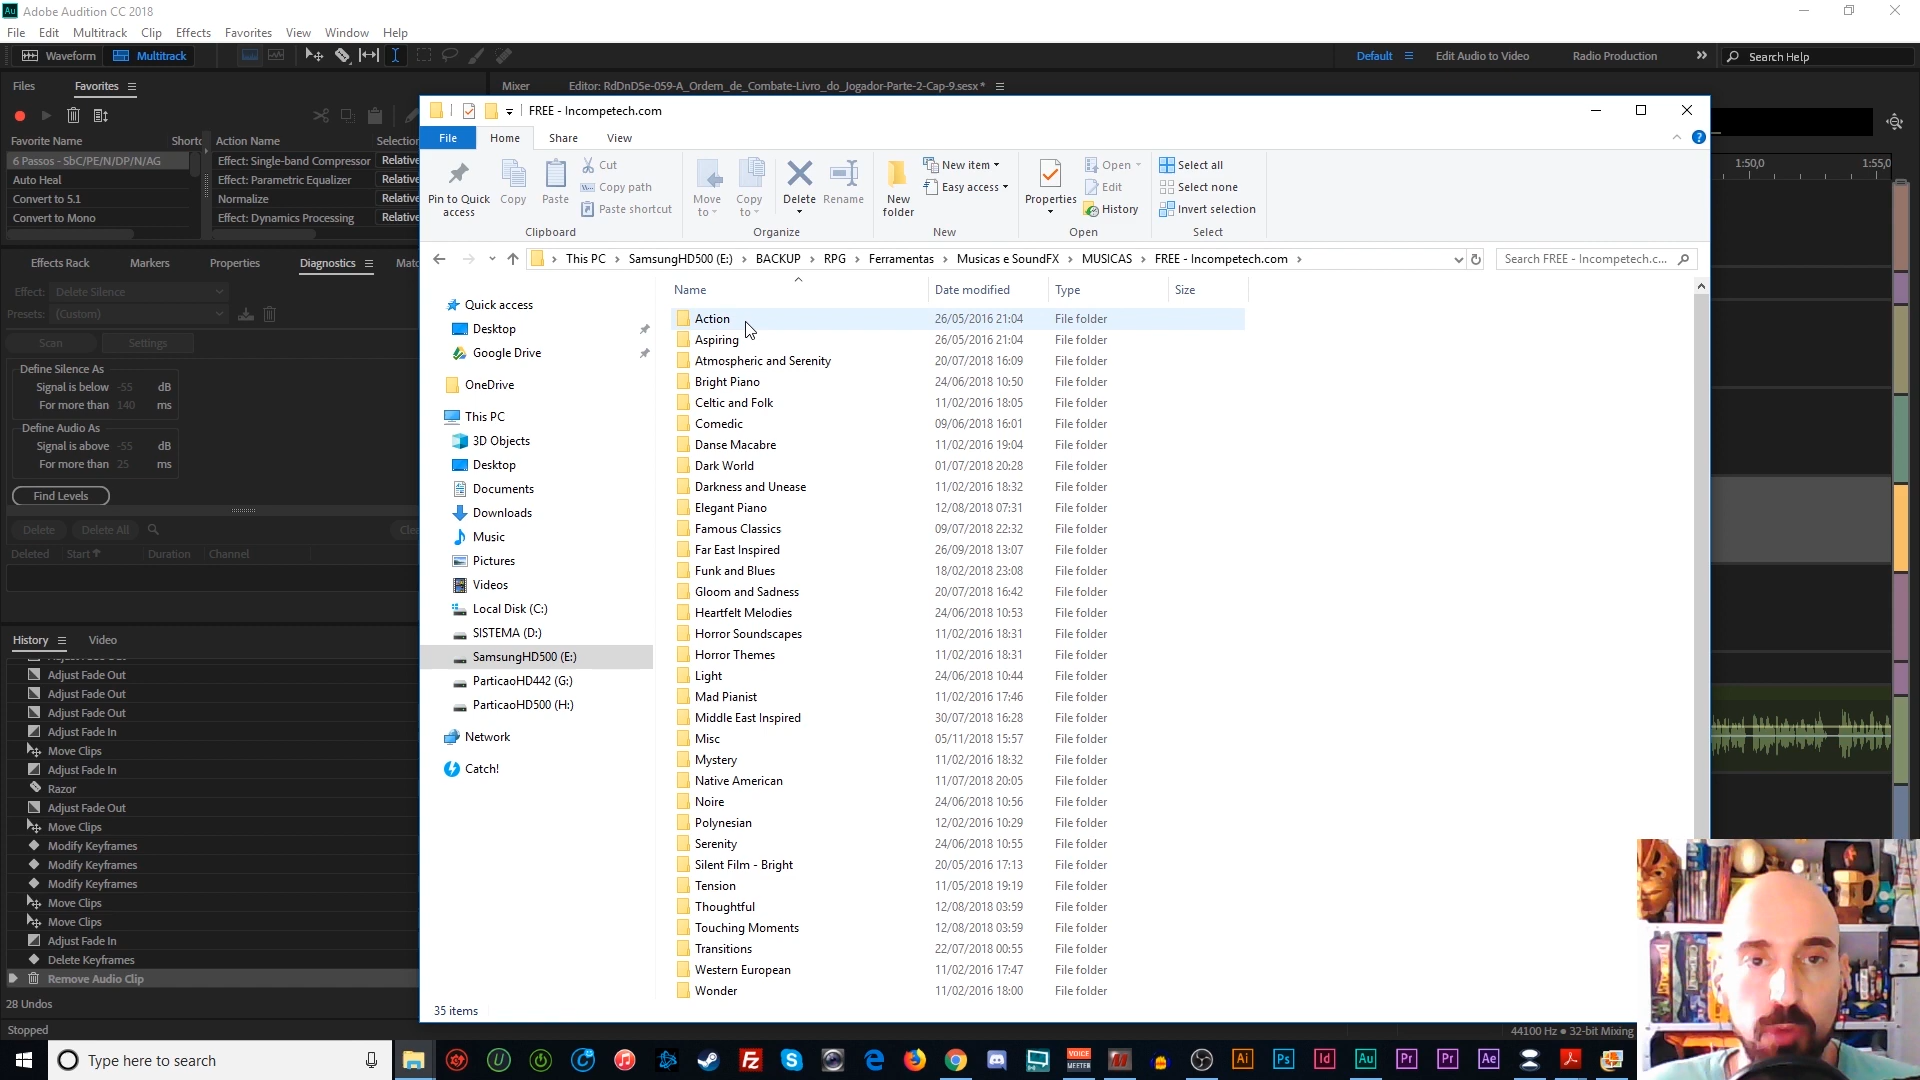 Adobe Audition CC 2018
File Edit Multitrack Clip Effects Favorites View Window Help
Waveform Multitrack Default Edit Audio to Video Radio Production Search Help
Files Favorites Mixer Editor: RdDnD5e-059-A_Ordem_de_Combate-Livro_do_Jogador-Parte-2-Cap-9.sesx *
Favorite Name Action Name
6 Passos - SbC/PE/N/DP/N/AG Effect: Single-band Compressor Relative
Auto Heal Effect: Parametric Equalizer Relative
Convert to 5.1 Normalize Relative
Convert to Mono Effect: Dynamics Processing Relative
1:50,0 1:55,0
Effects Rack Markers Properties Diagnostics
Effect: Delete Silence
Presets: (Custom)
Scan Settings
Define Silence As
Signal is below -55 dB
For more than 140 ms
Define Audio As
Signal is above -55 dB
For more than 25 ms
Find Levels
Delete Delete All
Deleted Start Duration Channel
History Video
Adjust Fade Out
Adjust Fade Out
Adjust Fade Out
Adjust Fade In
Move Clips
Adjust Fade In
Razor
Adjust Fade Out
Move Clips
Modify Keyframes
Modify Keyframes
Modify Keyframes
Move Clips
Move Clips
Adjust Fade In
Delete Keyframes
Remove Audio Clip
28 Undos
Stopped
FREE - Incompetech.com
File Home Share View
Pin to Quick access
Copy
Paste
Cut
Copy path
Paste shortcut
Clipboard
Move to
Copy to
Delete
Rename
Organize
New folder
New item
Easy access
New
Properties
Open
Edit
History
Open
Select all
Select none
Invert selection
Select
This PC SamsungHD500 (E:) BACKUP RPG Ferramentas Musicas e SoundFX MUSICAS FREE - Incompetech.com
Search FREE - Incompetech.c...
Quick access
Desktop
Google Drive
OneDrive
This PC
3D Objects
Desktop
Documents
Downloads
Music
Pictures
Videos
Local Disk (C:)
SISTEMA (D:)
SamsungHD500 (E:)
ParticaoHD442 (G:)
ParticaoHD500 (H:)
Network
Catch!
Name Date modified Type Size
Action 26/05/2016 21:04 File folder
Aspiring 26/05/2016 21:04 File folder
Atmospheric and Serenity 20/07/2018 16:09 File folder
Bright Piano 24/06/2018 10:50 File folder
Celtic and Folk 11/02/2016 18:05 File folder
Comedic 09/06/2018 16:01 File folder
Danse Macabre 11/02/2016 19:04 File folder
Dark World 01/07/2018 20:28 File folder
Darkness and Unease 11/02/2016 18:32 File folder
Elegant Piano 12/08/2018 07:31 File folder
Famous Classics 09/07/2018 22:32 File folder
Far East Inspired 26/09/2018 13:07 File folder
Funk and Blues 18/02/2018 23:08 File folder
Gloom and Sadness 20/07/2018 16:42 File folder
Heartfelt Melodies 24/06/2018 10:53 File folder
Horror Soundscapes 11/02/2016 18:31 File folder
Horror Themes 11/02/2016 18:31 File folder
Light 24/06/2018 10:44 File folder
Mad Pianist 11/02/2016 17:46 File folder
Middle East Inspired 30/07/2018 16:28 File folder
Misc 05/11/2018 15:57 File folder
Mystery 11/02/2016 18:32 File folder
Native American 11/07/2018 20:05 File folder
Noire 24/06/2018 10:56 File folder
Polynesian 12/02/2016 10:29 File folder
Serenity 24/06/2018 10:55 File folder
Silent Film - Bright 20/05/2016 17:13 File folder
Tension 11/05/2018 19:19 File folder
Thoughtful 12/08/2018 03:59 File folder
Touching Moments 12/08/2018 03:59 File folder
Transitions 22/07/2018 00:55 File folder
Western European 11/02/2016 17:47 File folder
Wonder 11/02/2016 18:00 File folder
35 items
44100 Hz ● 32-bit Mixing
Type here to search
VOICE MEETER
Ai Ps Id Au Pr Pr Ae